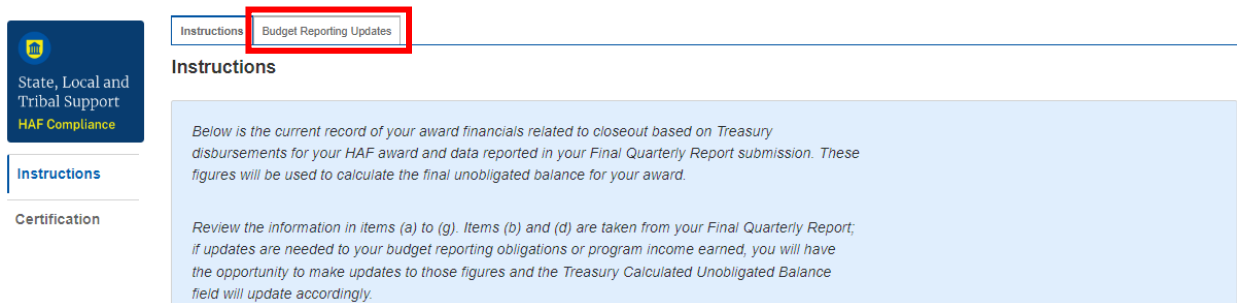 Instructions
Budget Reporting Updates
State, Local and
Tribal Support
HAF Compliance
Instructions
Certification
Instructions
Below is the current record of your award financials related to closeout based on Treasury
disbursements for your HAF award and data reported in your Final Quarterly Report submission. These
figures will be used to calculate the final unobligated balance for your award.
Review the information in items (a) to (g). Items (b) and (d) are taken from your Final Quarterly Report;
if updates are needed to your budget reporting obligations or program income earned, you will have
the opportunity to make updates to those figures and the Treasury Calculated Unobligated Balance
field will update accordingly.